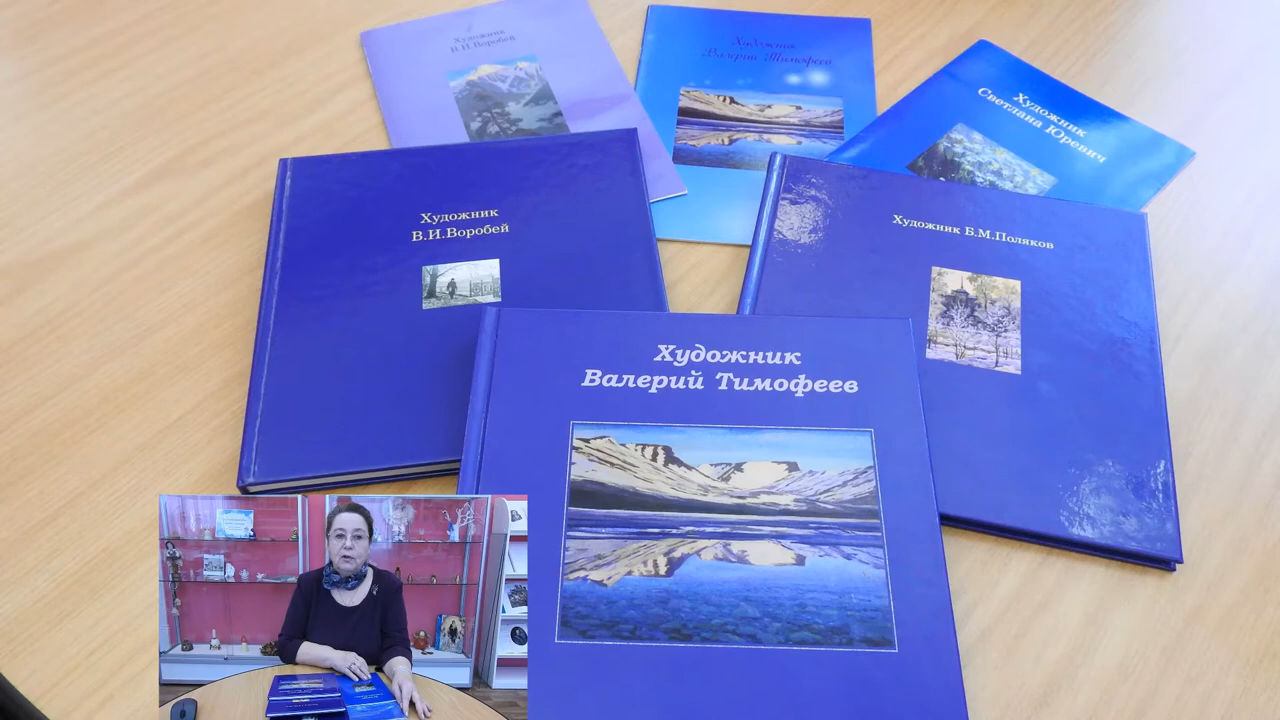 Художник
В.И.Воробей
Художник
Валерий Тимофеев
Художник
Светлана Юревич
Художник
В.И.Воробей
Художник Б.М.Поляков
Художник
Валерий Тимофеев